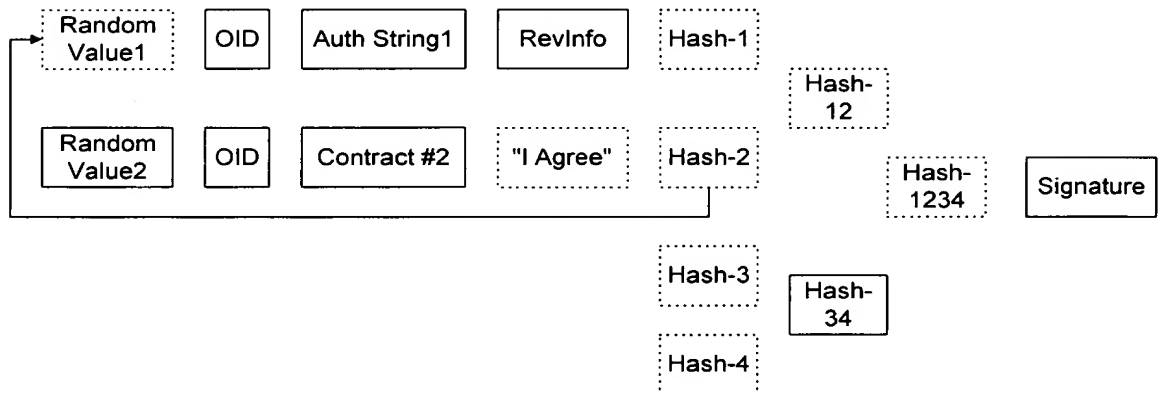 Random
Value1
OID
Auth String1
RevInfo
Hash-1
Hash-
12
Random
Value2
OID
Contract #2
"I Agree"
Hash-2
Hash-
1234
Signature
Hash-3
Hash-
34
Hash-4